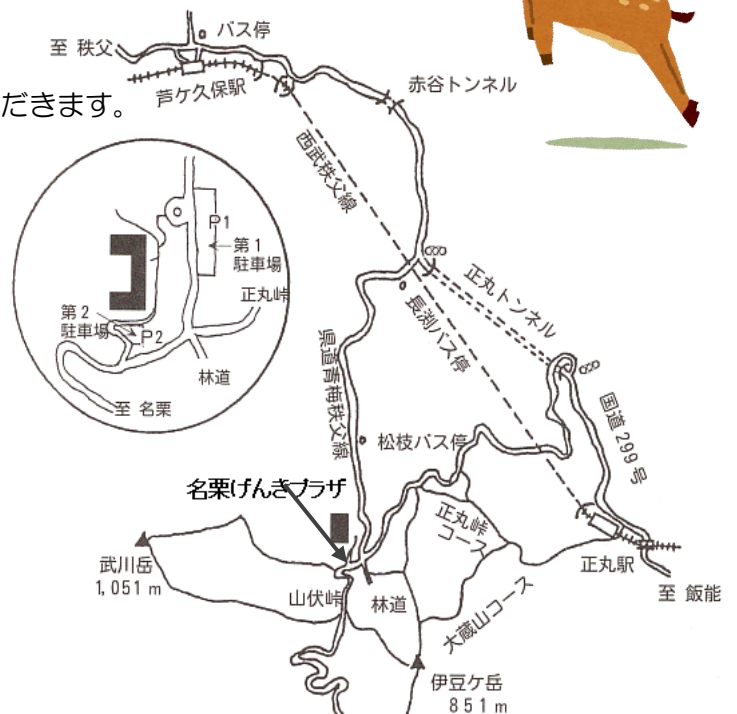 バス停
至 秩父
芦ケ久保駅
だきます。
赤谷トンネル
西武秩父線
P1
第1
駐車場
正丸峠
第2
駐車場
P2
林道
至 名栗
正丸トンネル
長渕バス停
県道青梅秩父線
国道299号
松枝バス停
名栗げんきプラザ
正丸峠
コース
武川岳
1,051m
山伏峠
林道
大蔵山コース
正丸駅
至 飯能
伊豆ケ岳
851m